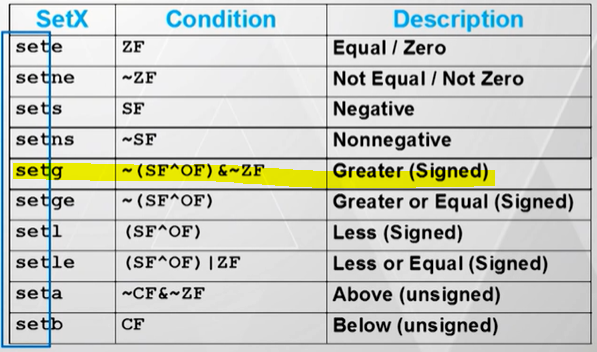 SetX Condition Description
sete ZF Equal / Zero
setne ~ZF Not Equal / Not Zero
sets SF Negative
setns ~SF Nonnegative
setg ~(SF^OF)&~ZF Greater (Signed)
setge ~(SF^OF) Greater or Equal (Signed)
setl (SF^OF) Less (Signed)
setle (SF^OF)|ZF Less or Equal (Signed)
seta ~CF&~ZF Above (unsigned)
setb CF Below (unsigned)